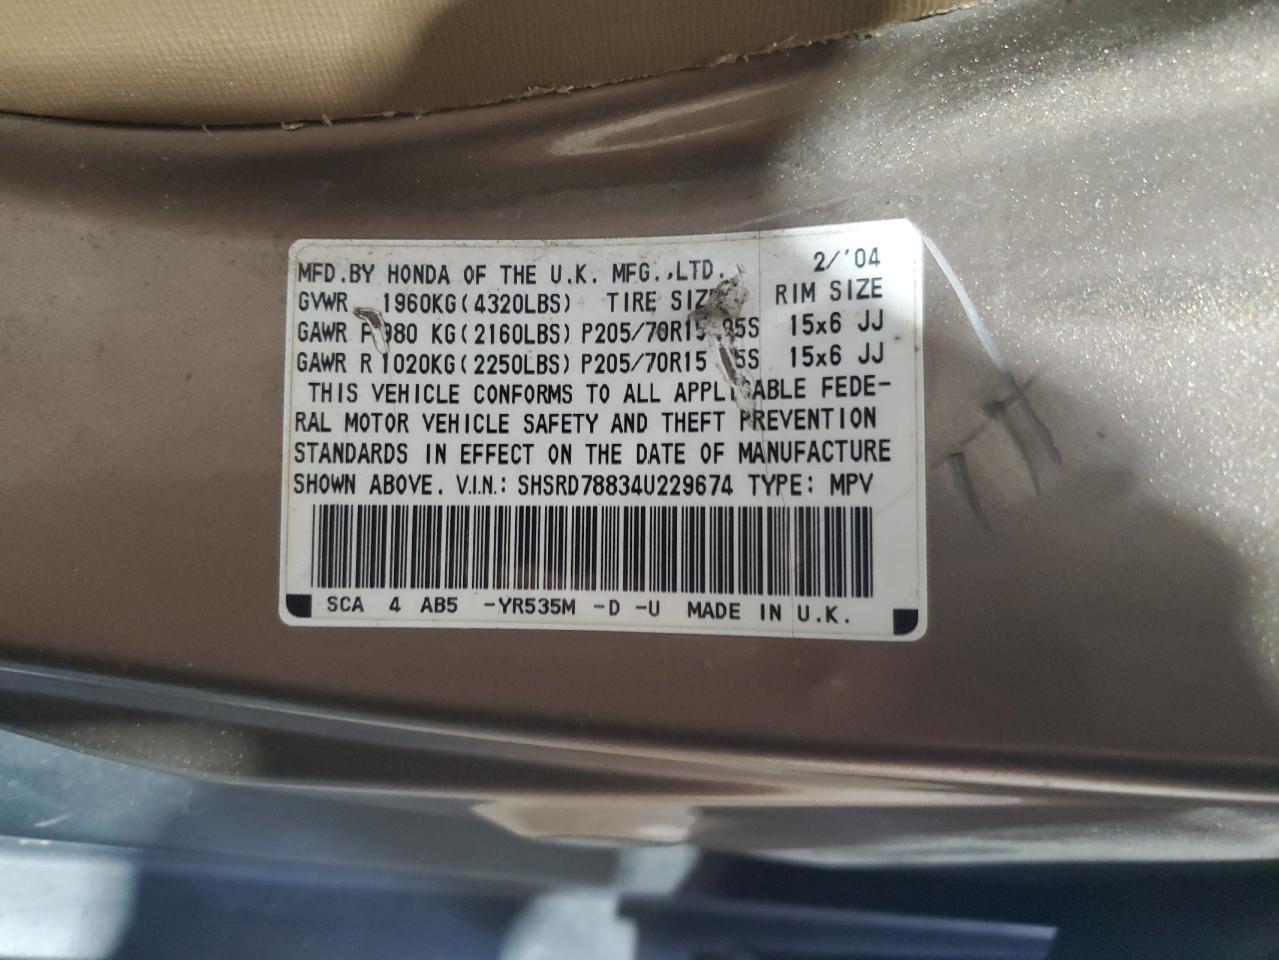 MFD.BY HONDA OF THE U.K. MFG.,LTD. 2/'04
GVWR 1960KG(4320LBS) TIRE SIZE RIM SIZE
GAWR F 980 KG(2160LBS) P205/70R15 95S 15x6 JJ
GAWR R 1020KG(2250LBS) P205/70R15 95S 15x6 JJ
THIS VEHICLE CONFORMS TO ALL APPLICABLE FEDE-
RAL MOTOR VEHICLE SAFETY AND THEFT PREVENTION
STANDARDS IN EFFECT ON THE DATE OF MANUFACTURE
SHOWN ABOVE. V.I.N.: SHSRD78834U229674 TYPE: MPV
SCA 4 AB5 -YR535M -D -U MADE IN U.K.